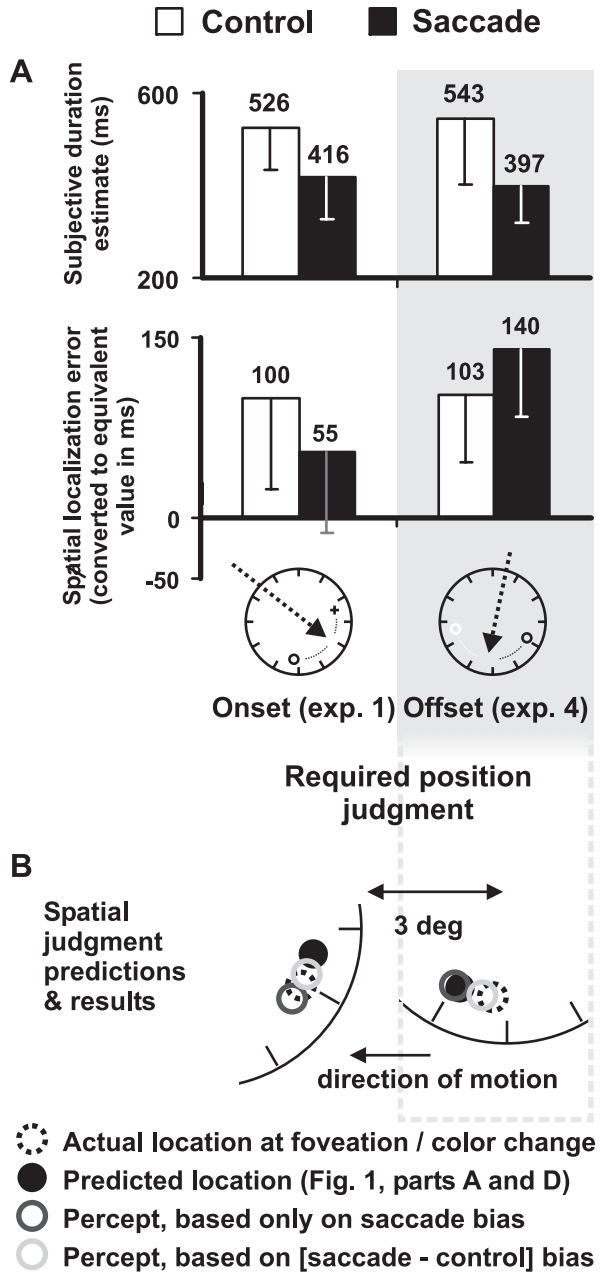 Control Saccade
A
Subjective duration
estimate (ms)
600
200
526
416
543
397
Spatial localization error
(converted to equivalent
value in ms)
150
0
-50
100
55
103
140
Onset (exp. 1) Offset (exp. 4)
Required position
judgment
B
Spatial
judgment
predictions
& results
3 deg
direction of motion
Actual location at foveation / color change
Predicted location (Fig. 1, parts A and D)
Percept, based only on saccade bias
Percept, based on [saccade - control] bias